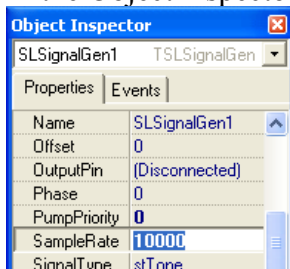 Object Inspector
SLSignalGen1 TSLSignalGen
Properties Events
Name SLSignalGen1
Offset 0
OutputPin (Disconnected)
Phase 0
PumpPriority 0
SampleRate 10000
SignalType stTone